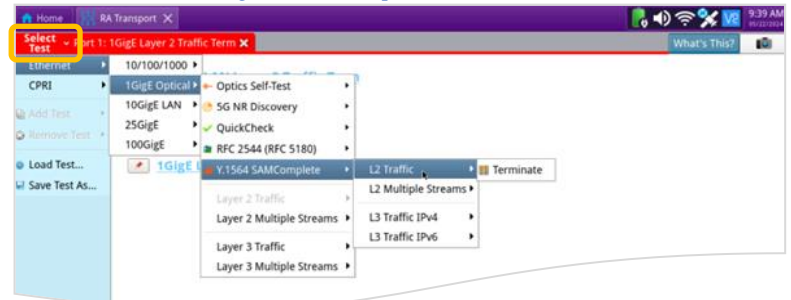 Home RA Transport X 9:39 AM
05/22/2024
Select Test Port 1: 1GigE Layer 2 Traffic Term X What's This?
Ethernet 10/100/1000
CPRI 1GigE Optical Optics Self-Test
10GigE LAN 5G NR Discovery
Add Test 25GigE QuickCheck
Remove Test 100GigE RFC 2544 (RFC 5180)
Load Test... 1GigE Y.1564 SAMComplete L2 Traffic Terminate
Save Test As... L2 Multiple Streams
Layer 2 Traffic
Layer 2 Multiple Streams L3 Traffic IPv4
L3 Traffic IPv6
Layer 3 Traffic
Layer 3 Multiple Streams